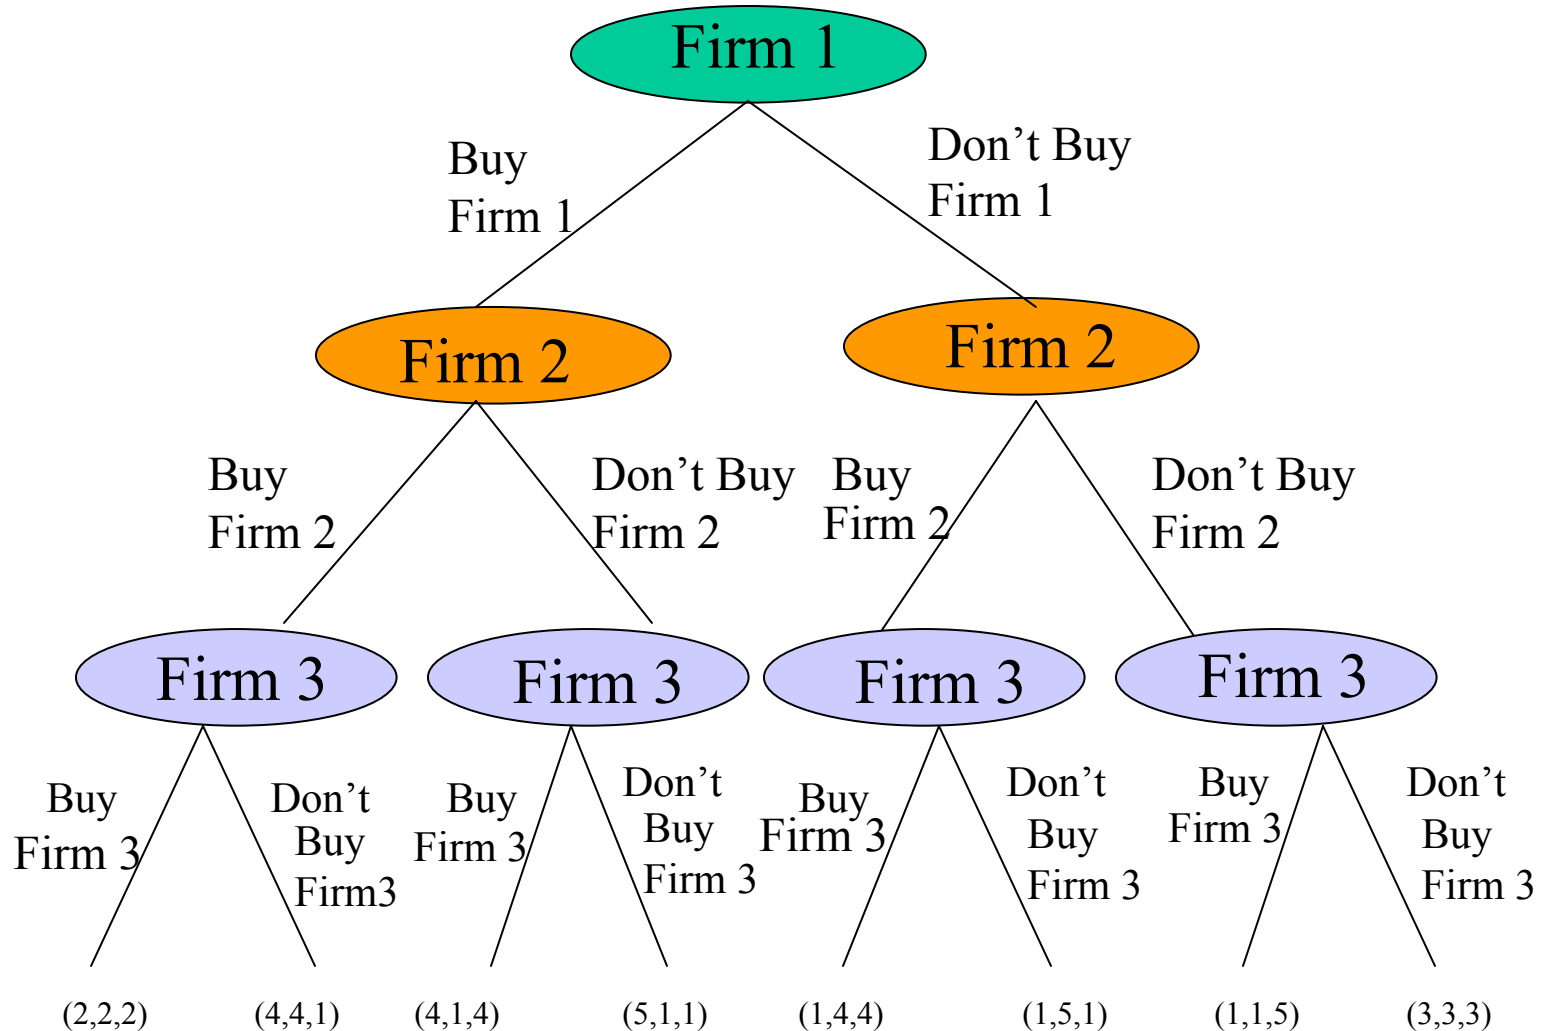 Firm 1
Buy
Firm 1
Don’t Buy
Firm 1
Firm 2
Firm 2
Buy
Firm 2
Don’t Buy
Firm 2
Buy
Firm 2
Don’t Buy
Firm 2
Firm 3
Firm 3
Firm 3
Firm 3
Buy
Firm 3
Don’t
Buy
Firm3
Buy
Firm 3
Don’t
Buy
Firm 3
Buy
Firm 3
Don’t
Buy
Firm 3
Buy
Firm 3
Don’t
Buy
Firm 3
(2,2,2)
(4,4,1)
(4,1,4)
(5,1,1)
(1,4,4)
(1,5,1)
(1,1,5)
(3,3,3)